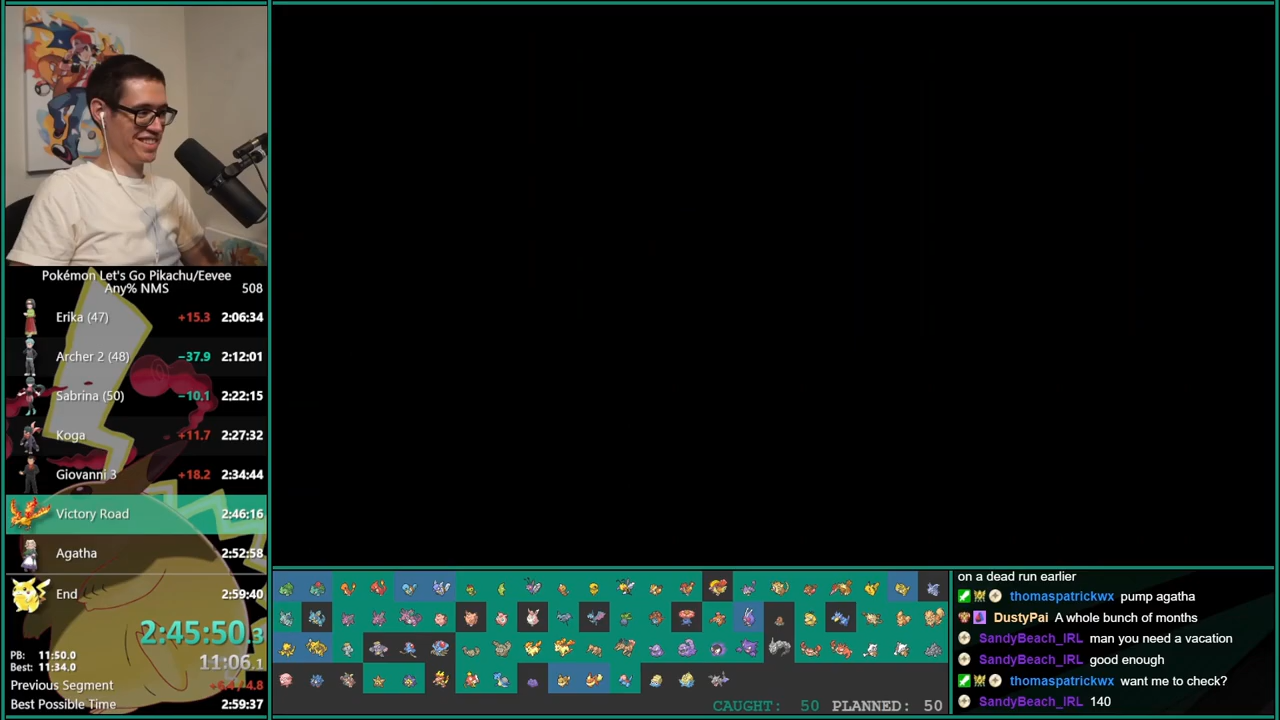 Pokémon Let's Go Pikachu/Eevee
Any% NMS 508
Erika (47) +15.3 2:06:34
Archer 2 (48) −37.9 2:12:01
Sabrina (50) −10.1 2:22:15
Koga +11.7 2:27:32
Giovanni 3 +18.2 2:34:44
Victory Road 2:46:16
Agatha 2:52:58
End 2:59:40
2:45:50.3
PB: 11:50.0
Best: 11:34.0
11:06.1
Previous Segment +6.4 / 4.8
Best Possible Time 2:59:37
CAUGHT: 50 PLANNED: 50
on a dead run earlier
thomaspatrickwx pump agatha
DustyPai A whole bunch of months
SandyBeach_IRL man you need a vacation
SandyBeach_IRL good enough
thomaspatrickwx want me to check?
SandyBeach_IRL 140